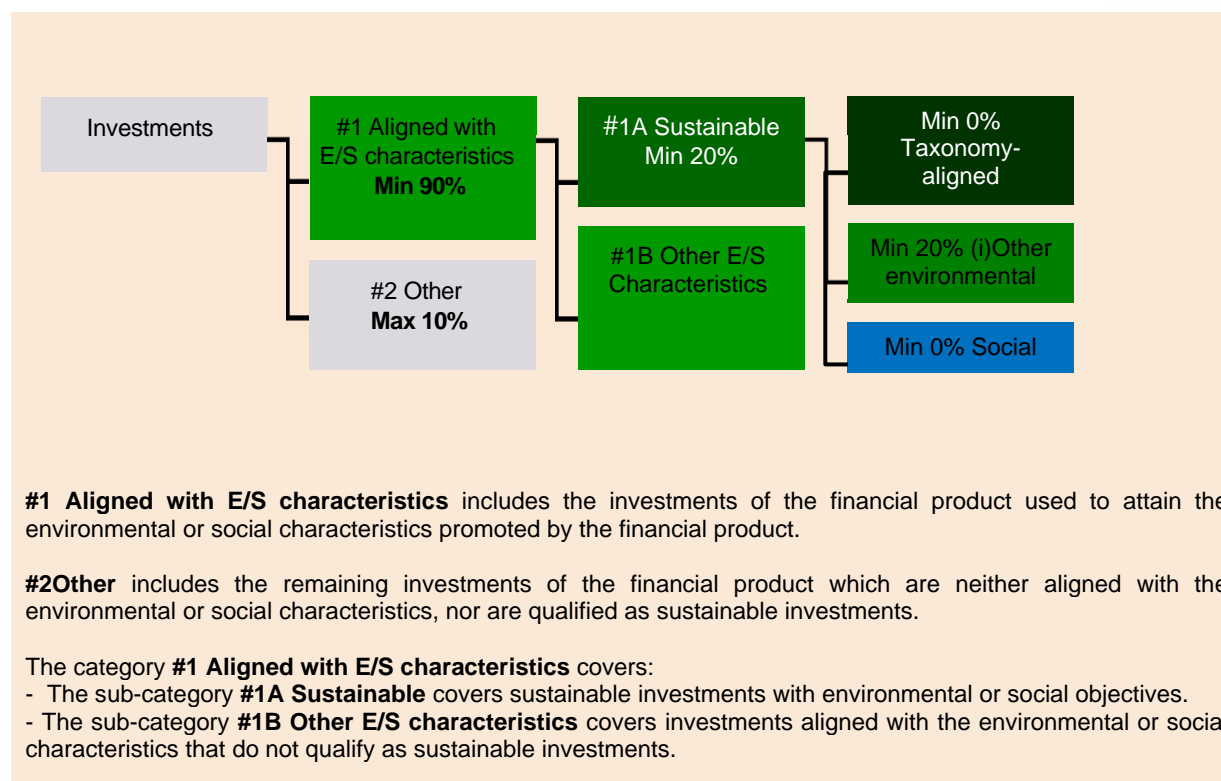 Investments
#1 Aligned with
E/S characteristics
Min 90%
#2 Other
Max 10%
#1A Sustainable
Min 20%
#1B Other E/S
Characteristics
Min 0%
Taxonomy-
aligned
Min 20% (i)Other
environmental
Min 0% Social
#1 Aligned with E/S characteristics includes the investments of the financial product used to attain the
environmental or social characteristics promoted by the financial product.
#2Other includes the remaining investments of the financial product which are neither aligned with the
environmental or social characteristics, nor are qualified as sustainable investments.
The category #1 Aligned with E/S characteristics covers:
- The sub-category #1A Sustainable covers sustainable investments with environmental or social objectives.
- The sub-category #1B Other E/S characteristics covers investments aligned with the environmental or social
characteristics that do not qualify as sustainable investments.